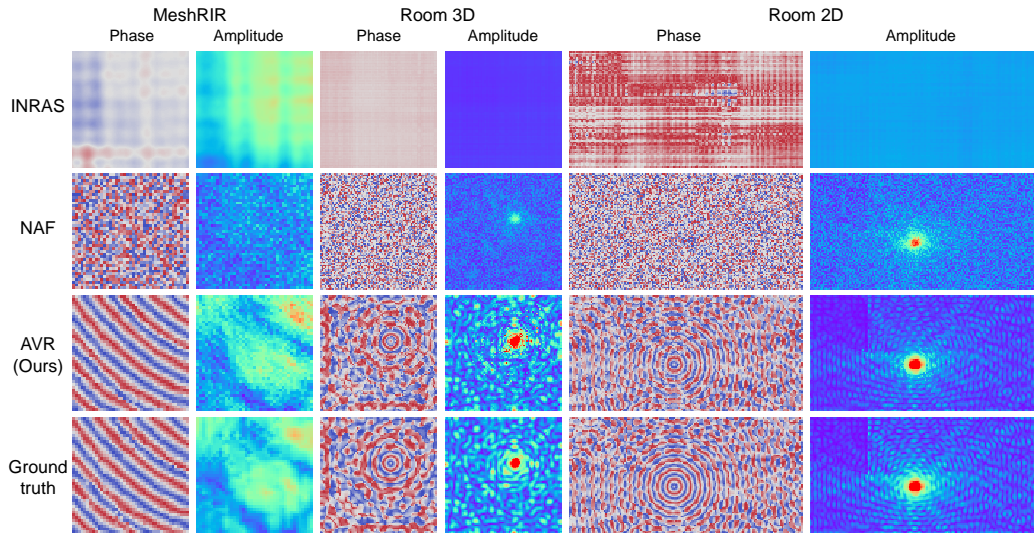 MeshRIR Room 3D Room 2D
Phase Amplitude Phase Amplitude Phase Amplitude
INRAS
NAF
AVR
(Ours)
Ground
truth